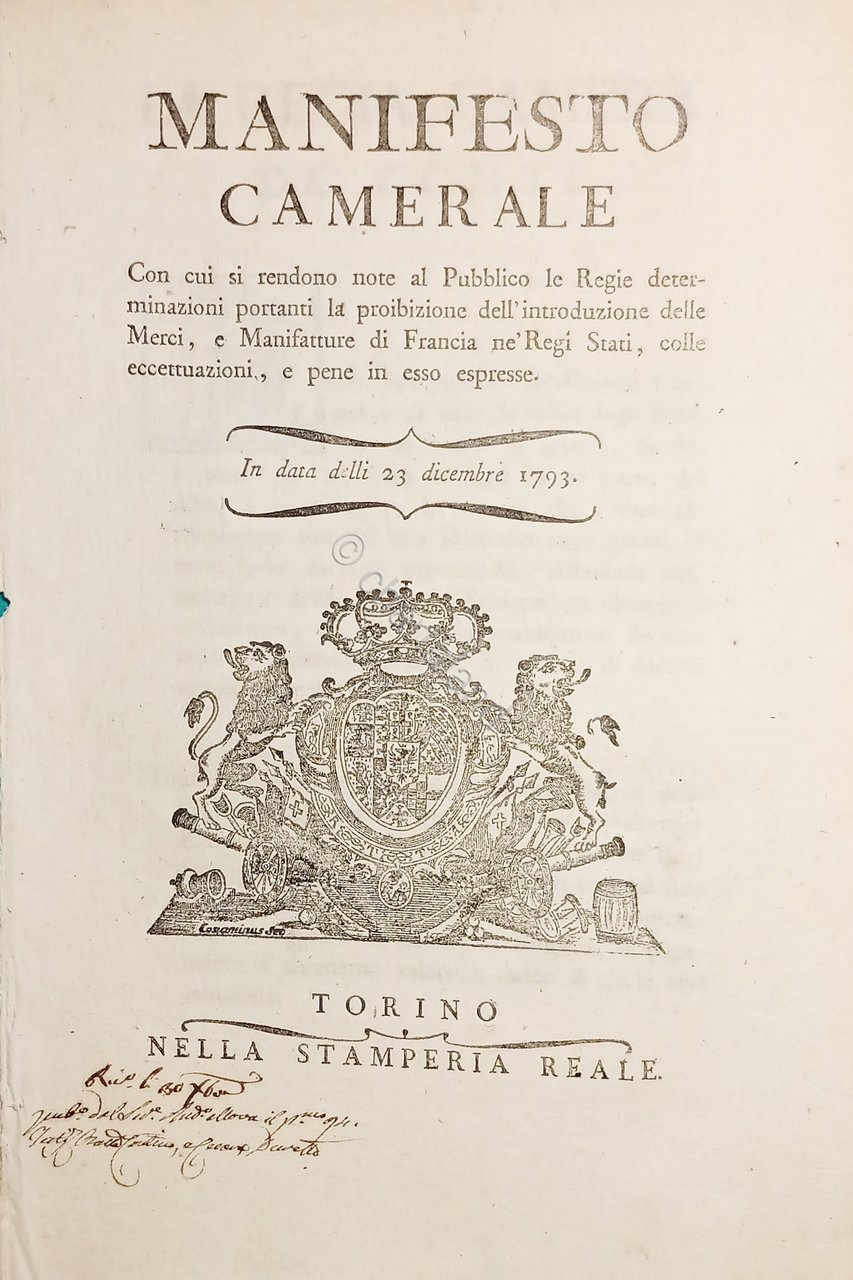 MANIFESTO
CAMERALE
Con cui si rendono note al Pubblico le Regie deter-
minazioni portanti la proibizione dell'introduzione delle
Merci, e Manifatture di Francia ne'Regj Stati, colle
eccettuazioni, e pene in esso espresse.
In data delli 23 dicembre 1793.
TORINO
NELLA STAMPERIA REALE.